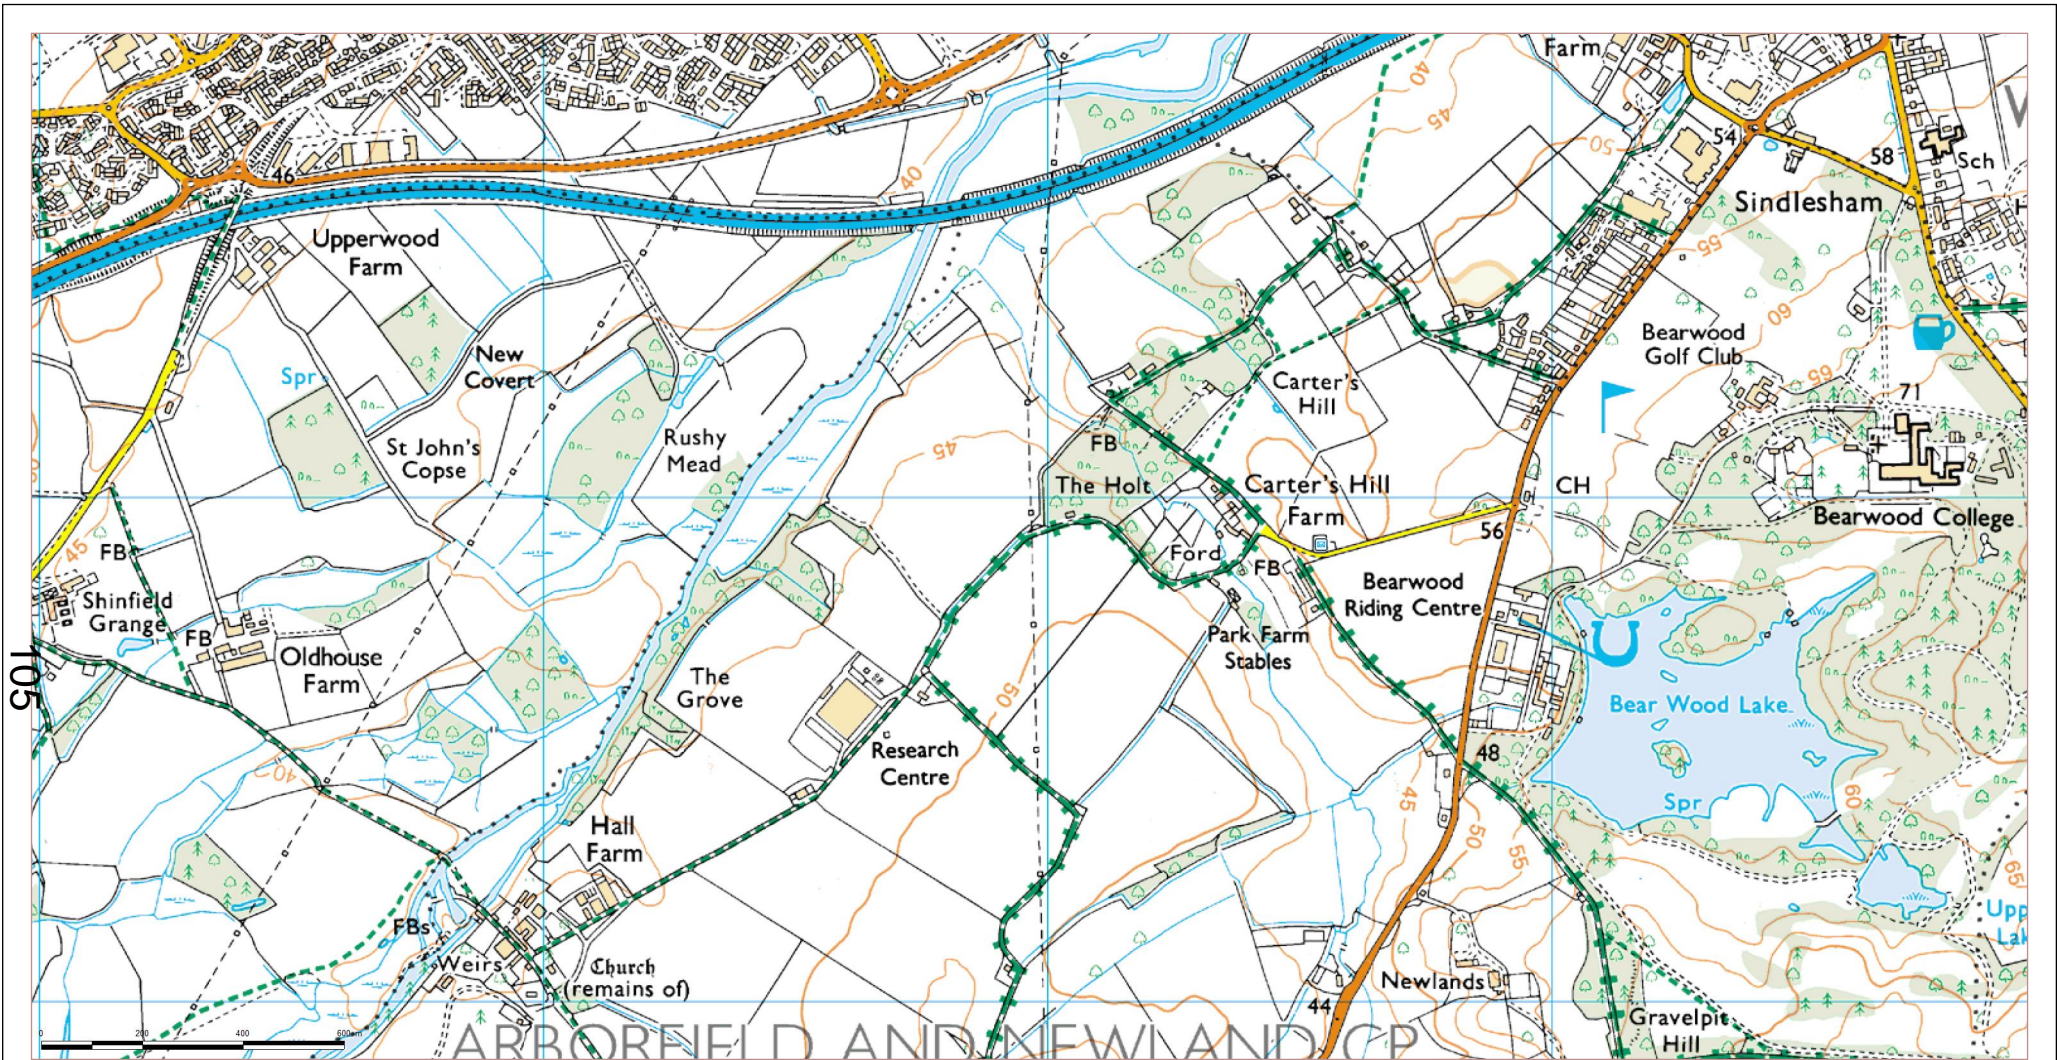 Farm
40
45
50
54
58
Sch
46
40
Sindlesham
Upperwood
Farm
55
60
Bearwood
Golf Club
New
Covert
Spr
65
71
Carter's
Hill
Rushy
Mead
St John's
Copse
45
FB
The Holt
Carter's Hill
Farm
CH
56
Bearwood College
45
FB
Ford
FB
Bearwood
Riding Centre
Shinfield
Grange
FB
Oldhouse
Farm
Park Farm
Stables
105
The
Grove
50
Bear Wood Lake
Research
Centre
48
40
45
50
55
60
Spr
Hall
Farm
65
Upp
Lak
FBs
Weirs
Church
(remains of)
Newlands
44
Gravelpit
Hill
0 200 400 600m
ARBORFIELD AND NEWLAND CP